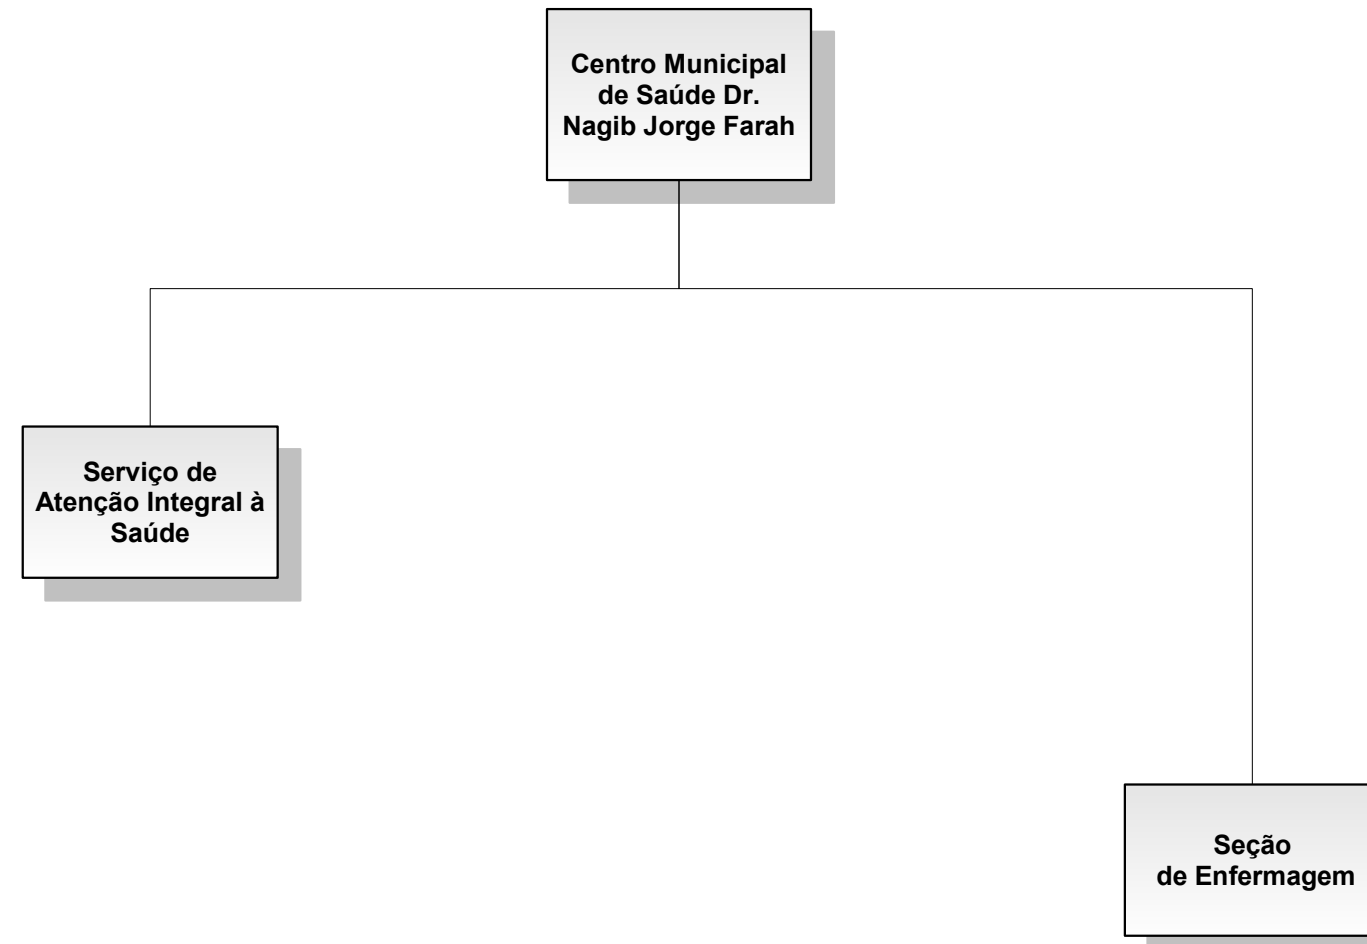 Centro Municipal
de Saúde Dr.
Nagib Jorge Farah
Serviço de
Atenção Integral à
Saúde
Seção
de Enfermagem